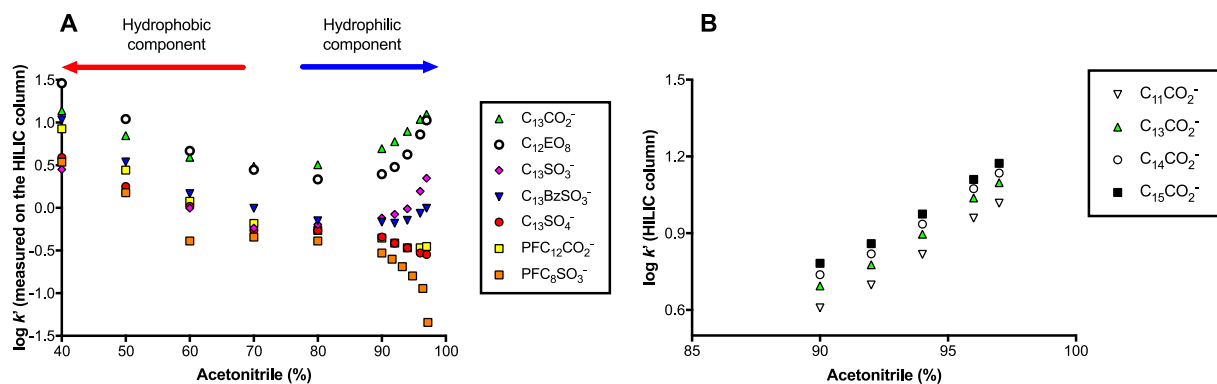 A
Hydrophobic
component
Hydrophilic
component
log k' (measured on the HILIC column)
1.5
1.0
0.5
0.0
-0.5
-1.0
-1.5
40 50 60 70 80 90 100
Acetonitrile (%)
C₁₃CO₂⁻
C₁₂EO₈
C₁₃SO₃⁻
C₁₃BzSO₃⁻
C₁₃SO₄⁻
PFC₁₂CO₂⁻
PFC₈SO₃⁻
B
log k' (HILIC column)
1.5
1.2
0.9
0.6
85 90 95 100
Acetonitrile (%)
C₁₁CO₂⁻
C₁₃CO₂⁻
C₁₄CO₂⁻
C₁₅CO₂⁻